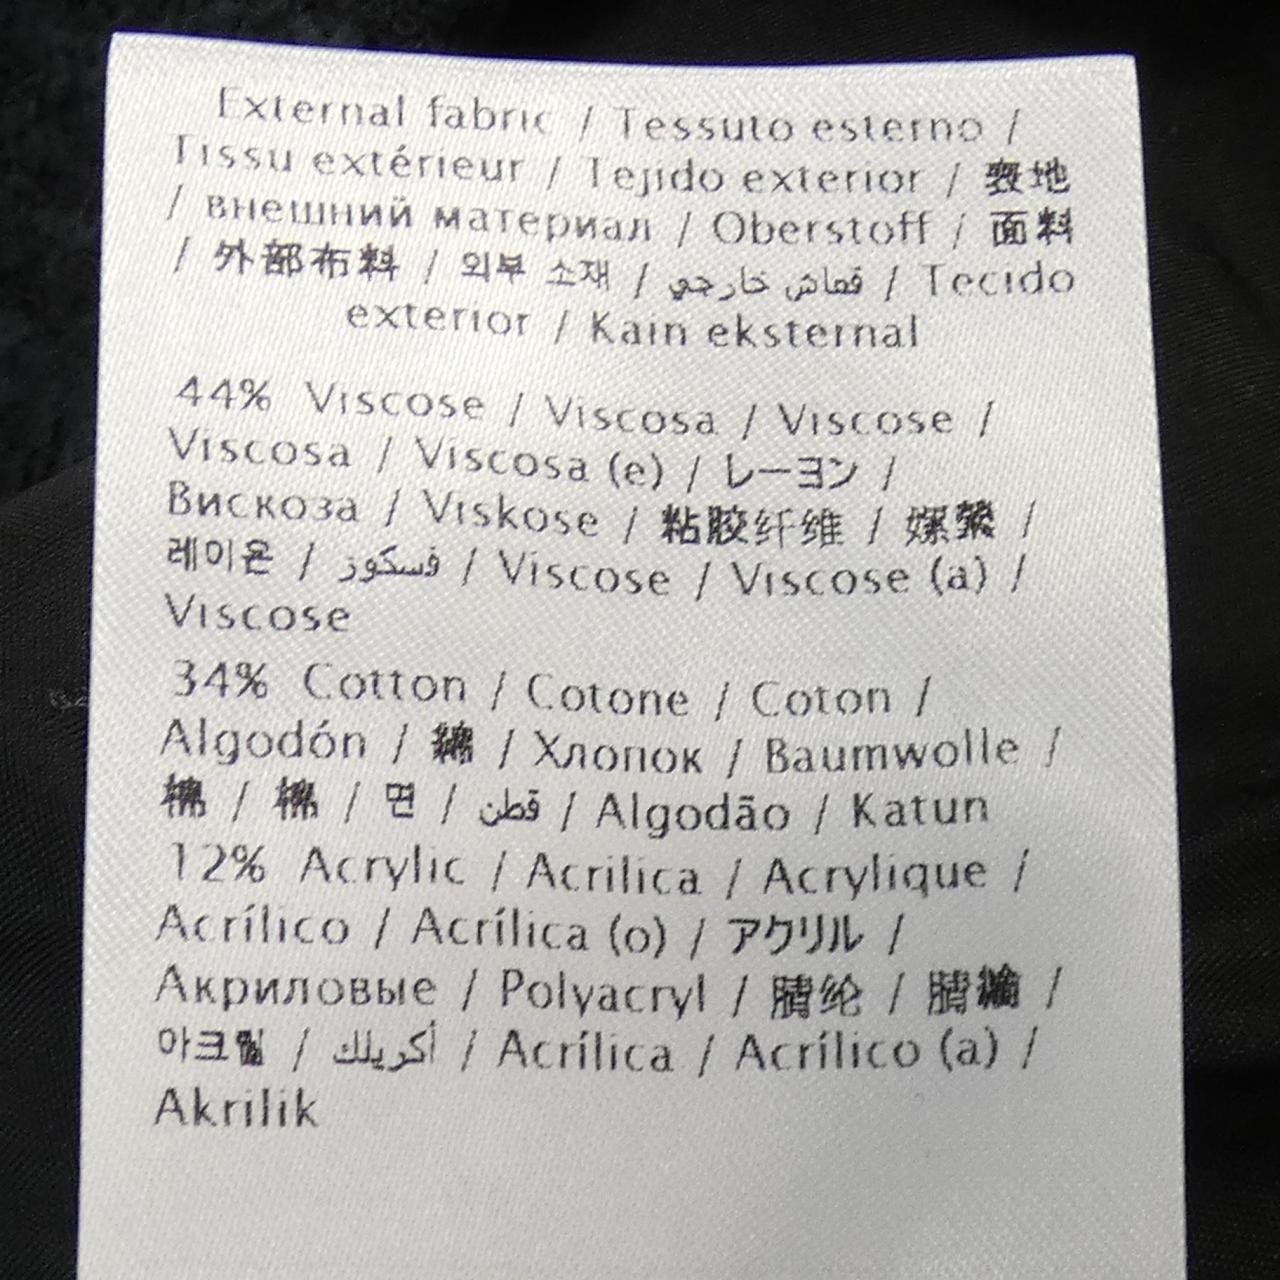 External fabric / Tessuto esterno /
Tissu extérieur / Tejido exterior / 表地
/ внешний материал / Oberstoff / 面料
/ 外部布料 / 외부 소재 / قماش خارجي / Tecido
exterior / Kain eksternal
44% Viscose / Viscosa / Viscose /
Viscosa / Viscosa (e) / レーヨン /
Вискоза / Viskose / 粘胶纤维 / 嫘縈 /
레이온 / فسكوز / Viscose / Viscose (a) /
Viscose
34% Cotton / Cotone / Coton /
Algodón / 綿 / Хлопок / Baumwolle /
棉 / 棉 / 면 / قطن / Algodão / Katun
12% Acrylic / Acrilica / Acrylique /
Acrílico / Acrílica (o) / アクリル /
Акриловые / Polyacryl / 腈纶 / 腈綸 /
아크릴 / أكريلك / Acrílica / Acrílico (a) /
Akrilik